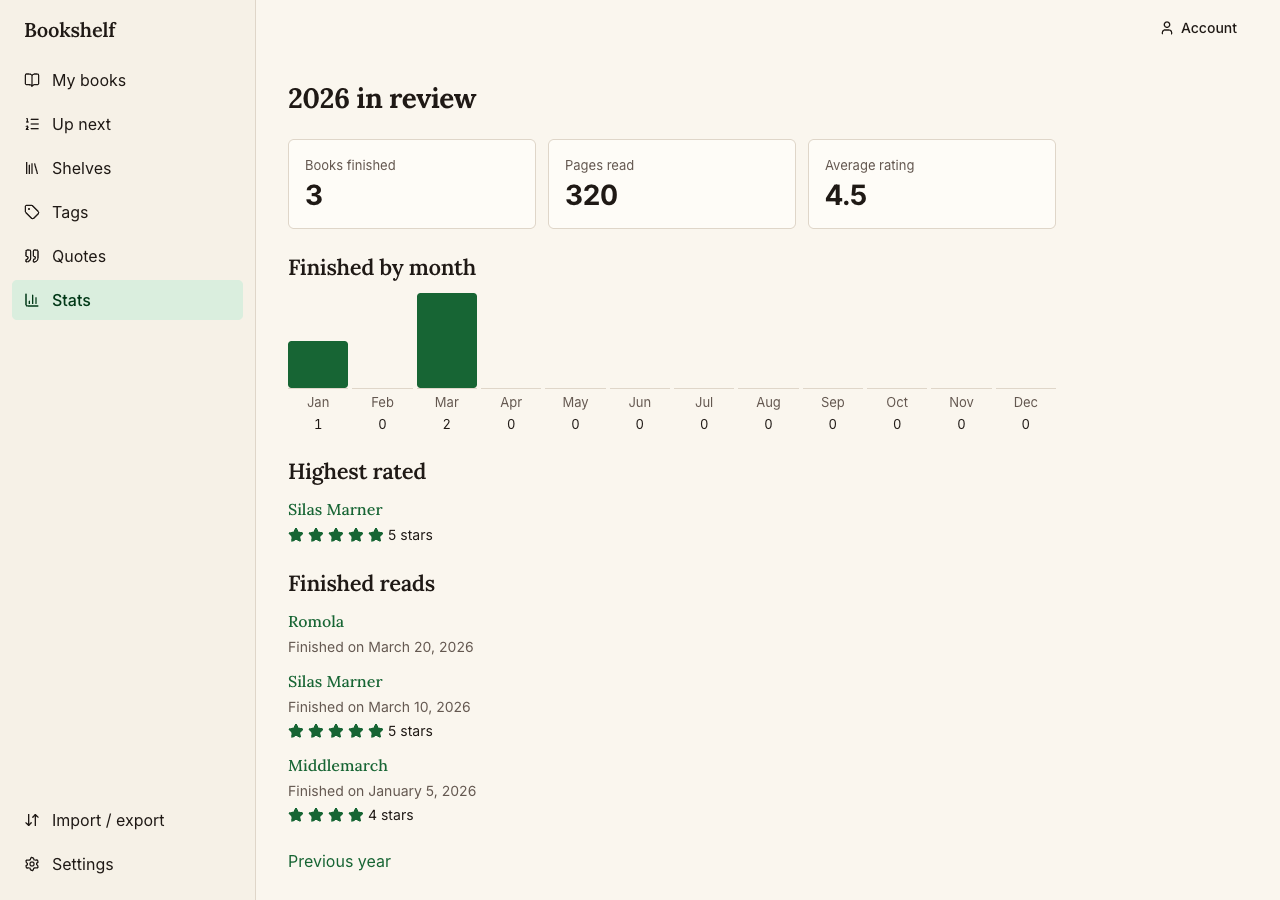 Bookshelf
My books
Up next
Shelves
Tags
Quotes
Stats
Import / export
Settings
Account
2026 in review
Books finished
3
Pages read
320
Average rating
4.5
Finished by month
Jan Feb Mar Apr May Jun Jul Aug Sep Oct Nov Dec
1 0 2 0 0 0 0 0 0 0 0 0
Highest rated
Silas Marner
5 stars
Finished reads
Romola
Finished on March 20, 2026
Silas Marner
Finished on March 10, 2026
5 stars
Middlemarch
Finished on January 5, 2026
4 stars
Previous year